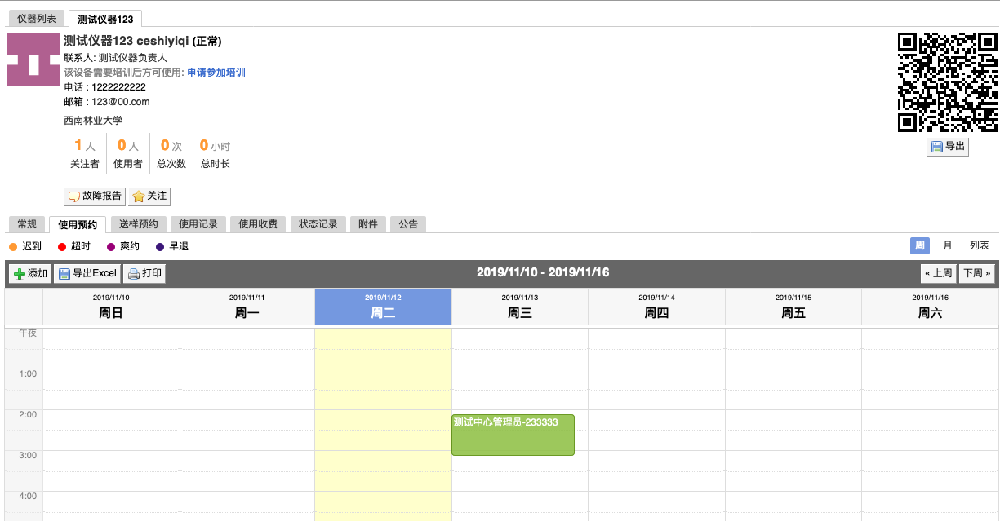 仪器列表 测试仪器123
测试仪器123 ceshiyiqi (正常)
联系人: 测试仪器负责人
该设备需要培训后方可使用: 申请参加培训
电话 : 1222222222
邮箱 : 123@00.com
西南林业大学
1 人 0 人 0 次 0 小时
关注者 使用者 总次数 总时长
导出
故障报告 关注
常规 使用预约 送样预约 使用记录 使用收费 状态记录 附件 公告
迟到 超时 爽约 早退 周 月 列表
添加 导出Excel 打印 2019/11/10 - 2019/11/16 « 上周 下周 »
2019/11/10 2019/11/11 2019/11/12 2019/11/13 2019/11/14 2019/11/15 2019/11/16
周日 周一 周二 周三 周四 周五 周六
午夜
1:00
2:00
测试中心管理员-233333
3:00
4:00